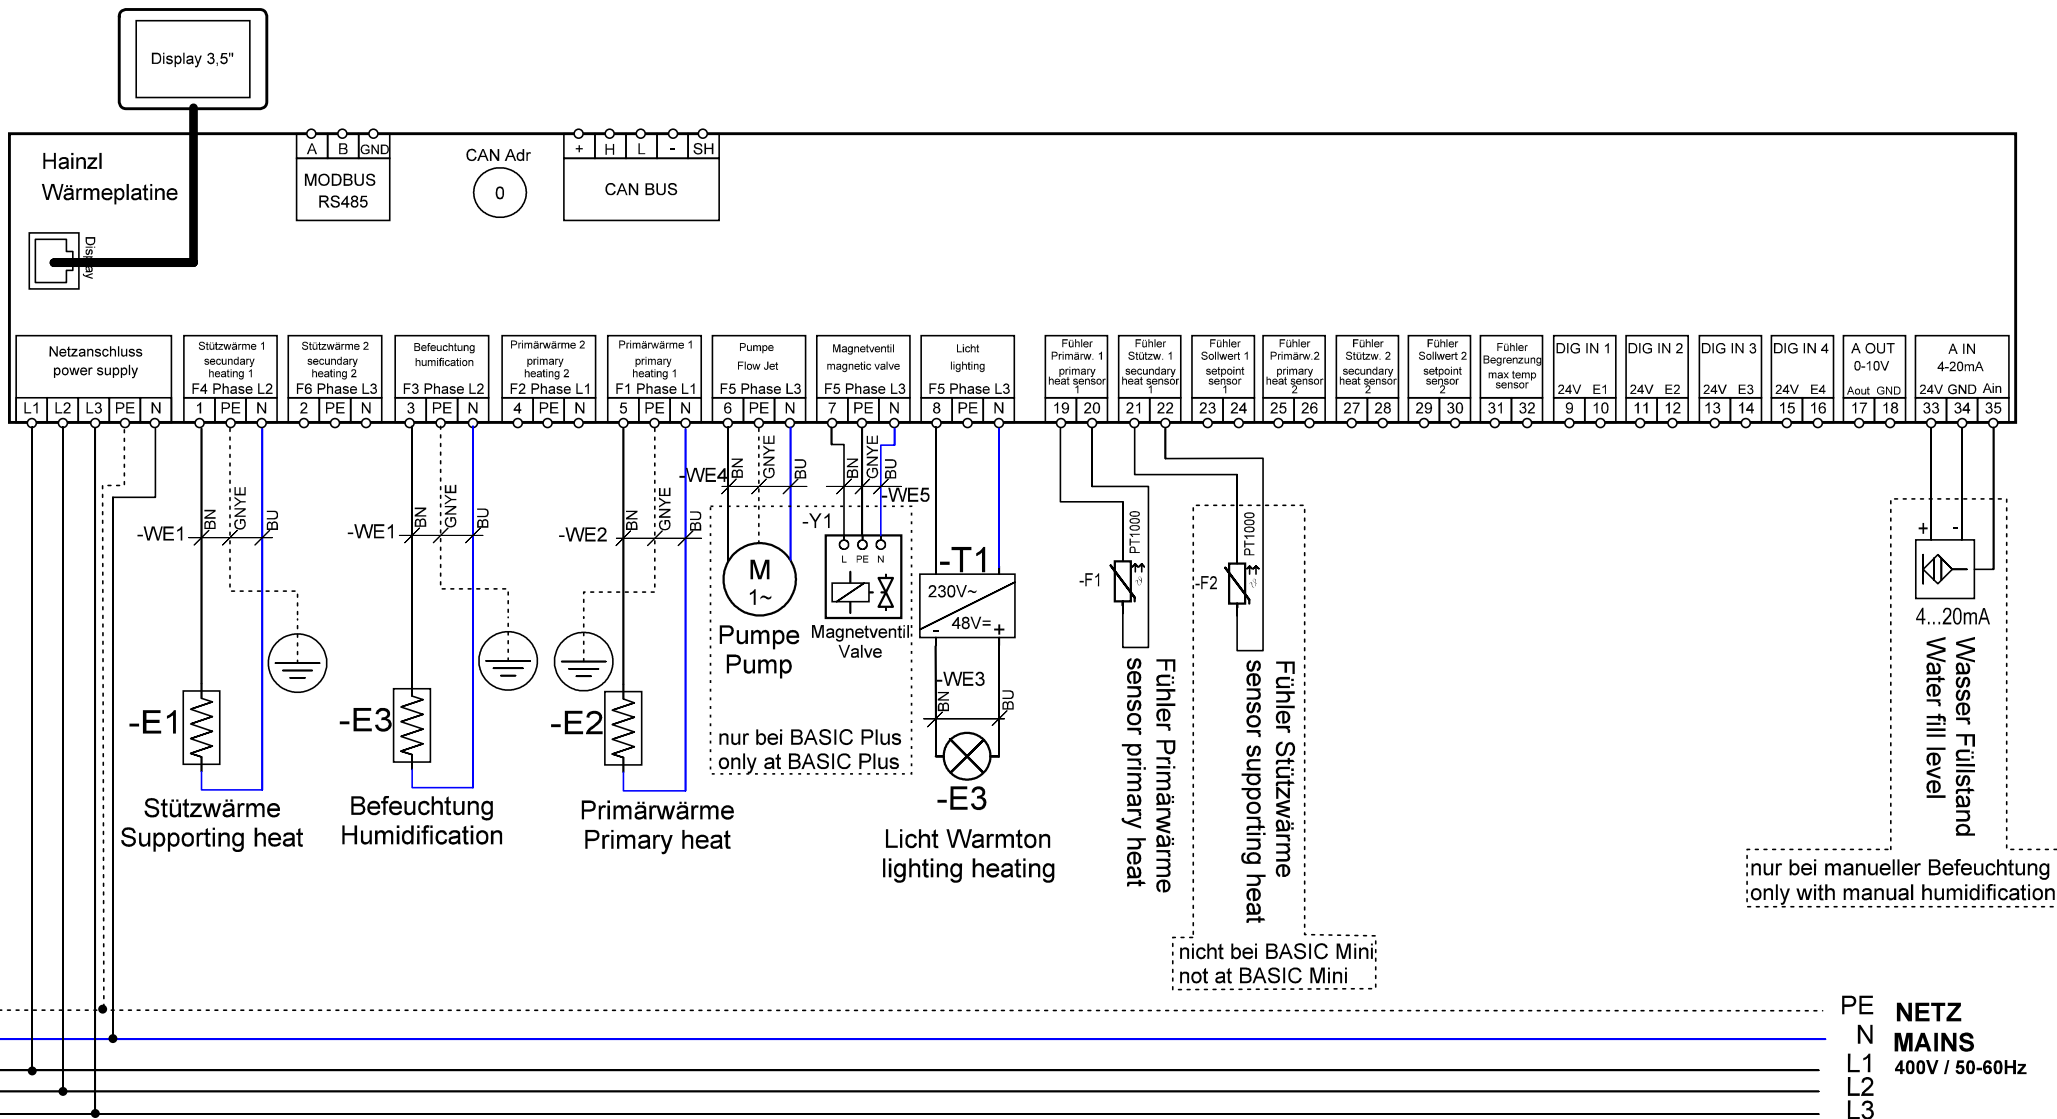 Display 3,5"
Hainzl
Wärmeplatine
Display
A B GND
MODBUS
RS485
CAN Adr
0
+ H L - SH
CAN BUS
Netzanschluss
power supply
L1 L2 L3 PE N
Stützwärme 1
secundary
heating 1
F4 Phase L2
1 PE N
Stützwärme 2
secundary
heating 2
F6 Phase L3
2 PE N
Befeuchtung
humification
F3 Phase L2
3 PE N
Primärwärme 2
primary
heating 2
F2 Phase L1
4 PE N
Primärwärme 1
primary
heating 1
F1 Phase L1
5 PE N
Pumpe
Flow Jet
F5 Phase L3
6 PE N
Magnetventil
magnetic valve
F5 Phase L3
7 PE N
Licht
lighting
F5 Phase L3
8 PE N
Fühler
Primärw. 1
primary
heat sensor
1
19 20
Fühler
Stützw. 1
secundary
heat sensor
1
21 22
Fühler
Sollwert 1
setpoint
sensor
1
23 24
Fühler
Primärw.2
primary
heat sensor
2
25 26
Fühler
Stützw. 2
secundary
heat sensor
2
27 28
Fühler
Sollwert 2
setpoint
sensor
2
29 30
Fühler
Begrenzung
max temp
sensor
31 32
DIG IN 1
24V E1
9 10
DIG IN 2
24V E2
11 12
DIG IN 3
24V E3
13 14
DIG IN 4
24V E4
15 16
A OUT
0-10V
Aout GND
17 18
A IN
4-20mA
24V GND Ain
33 34 35
-WE1
BN
GNYE
BU
-E1
Stützwärme
Supporting heat
-WE1
BN
GNYE
BU
-E3
Befeuchtung
Humidification
-WE2
BN
GNYE
BU
-E2
Primärwärme
Primary heat
-WE4
BN
GNYE
BU
M
1~
Pumpe
Pump
BN
GNYE
BU
-WE5
-Y1
L PE N
Magnetventil
Valve
nur bei BASIC Plus
only at BASIC Plus
-T1
230V~
48V=
- +
-WE3
BN
BU
-E3
Licht Warmton
lighting heating
PT1000
-F1
Fühler Primärwärme
sensor primary heat
PT1000
-F2
Fühler Stützwärme
sensor supporting heat
nicht bei BASIC Mini
not at BASIC Mini
+ -
4...20mA
Wasser Füllstand
Water fill level
nur bei manueller Befeuchtung
only with manual humidification
PE
N
L1
L2
L3
NETZ
MAINS
400V / 50-60Hz